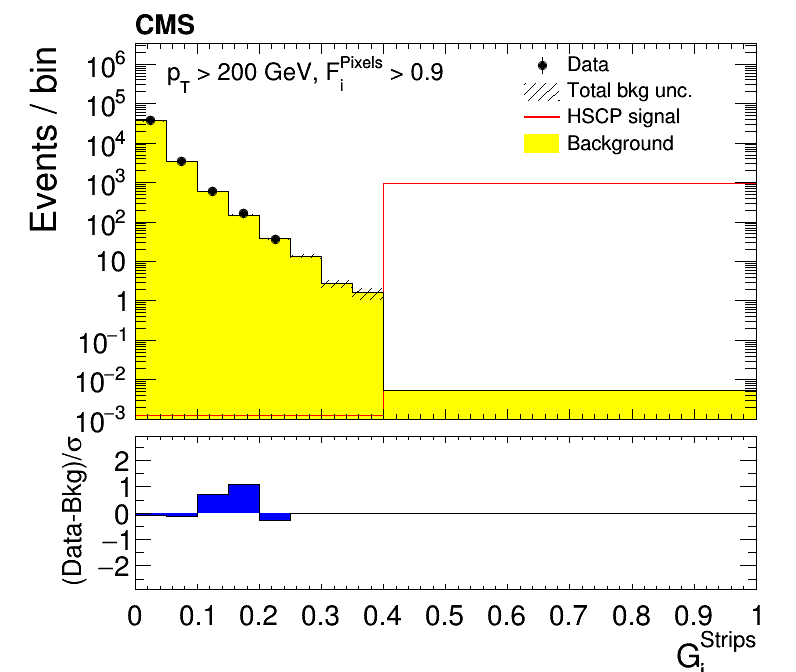 CMS
p_T > 200 GeV, F_i^Pixels > 0.9
Data
Total bkg unc.
HSCP signal
Background
Events / bin
10^6
10^5
10^4
10^3
10^2
10
1
10^−1
10^−2
10^−3
(Data-Bkg)/σ
2
1
0
−1
−2
0 0.1 0.2 0.3 0.4 0.5 0.6 0.7 0.8 0.9 1
G_i^Strips